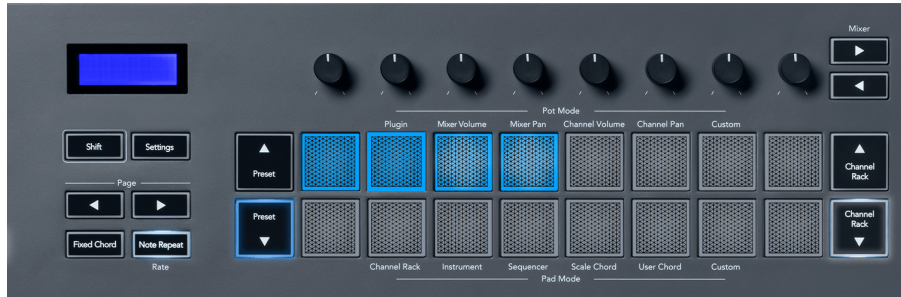 Mixer
Pot Mode
Plugin Mixer Volume Mixer Pan Channel Volume Channel Pan Custom
Shift Settings
Preset
Channel
Rack
Page
Preset
Channel
Rack
Fixed Chord Note Repeat
Rate
Channel Rack Instrument Sequencer Scale Chord User Chord Custom
Pad Mode